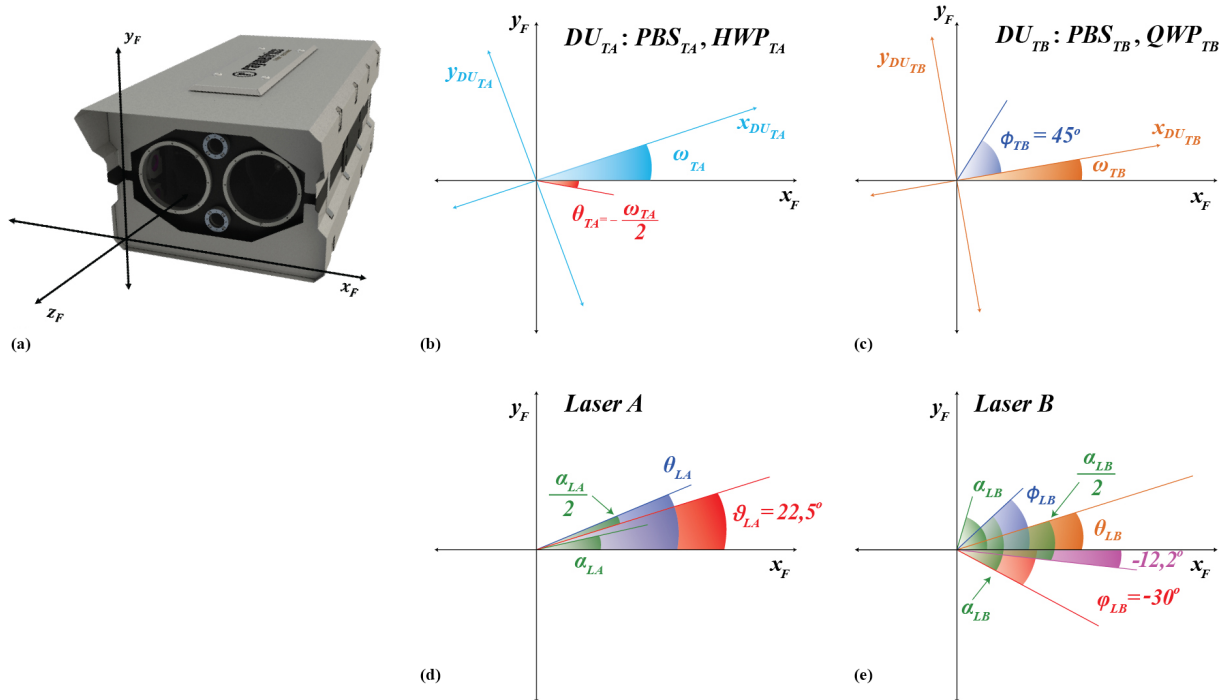 y_F
raymetrics
x_F
z_F
(a)
y_F
DU_TA : PBS_TA, HWP_TA
y_DU_TA
x_DU_TA
ω_TA
x_F
θ_TA = - ω_TA/2
(b)
y_F
DU_TB : PBS_TB, QWP_TB
y_DU_TB
ϕ_TB = 45°
x_DU_TB
ω_TB
x_F
(c)
y_F
Laser A
θ_LA
α_LA/2
ϑ_LA = 22,5°
α_LA
x_F
(d)
y_F
Laser B
α_LB/2
α_LB
ϕ_LB
θ_LB
-12,2°
x_F
α_LB
φ_LB = -30°
(e)